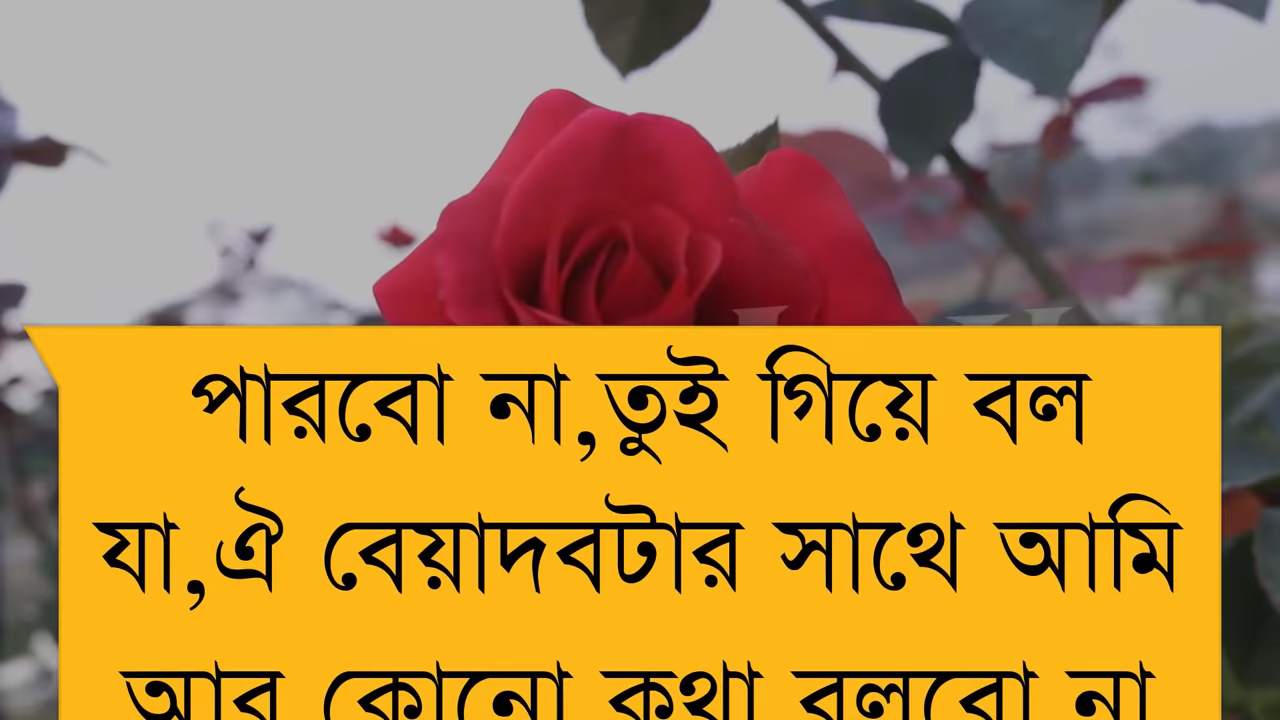 পারবো না,তুই গিয়ে বল
যা,ঐ বেয়াদবটার সাথে আমি
আর কোনো কথা বলবো না